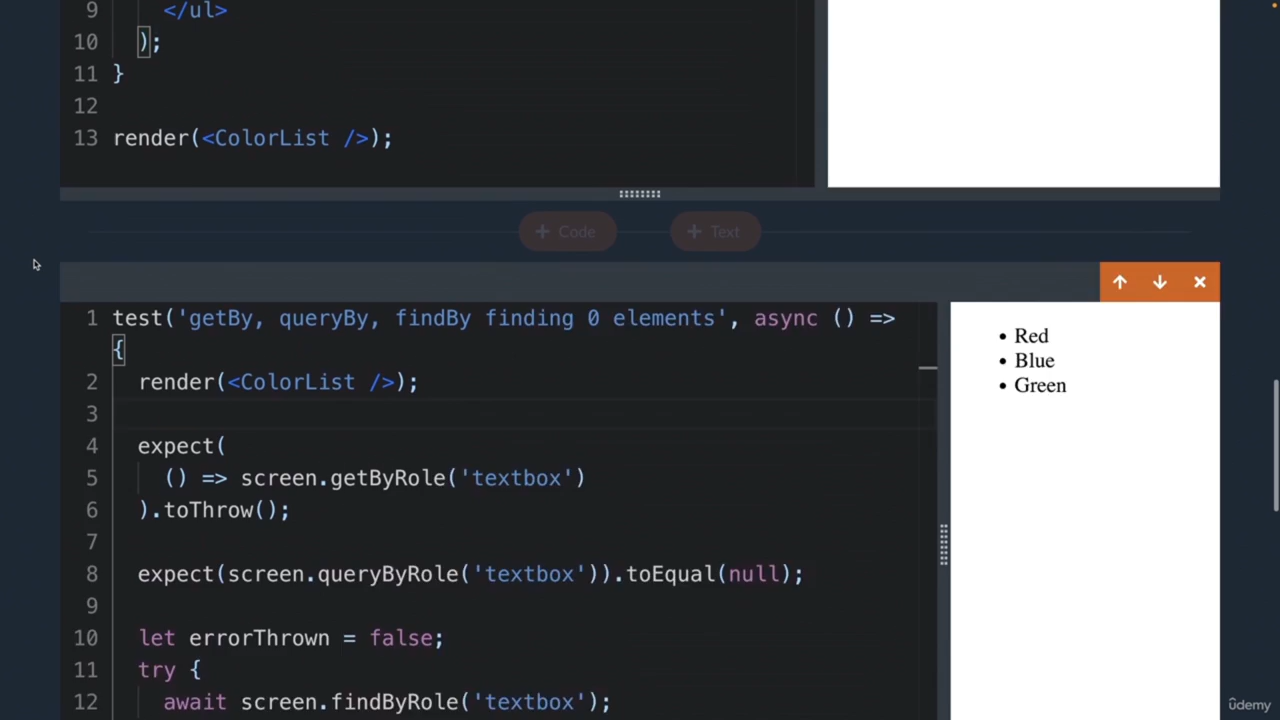 9 </ul>
10 );
11 }
12
13 render(<ColorList />);
+ Code + Text
1 test('getBy, queryBy, findBy finding 0 elements', async () =>
{
2 render(<ColorList />);
3
4 expect(
5 () => screen.getByRole('textbox')
6 ).toThrow();
7
8 expect(screen.queryByRole('textbox')).toEqual(null);
9
10 let errorThrown = false;
11 try {
12 await screen.findByRole('textbox');
• Red
• Blue
• Green
ûdemy